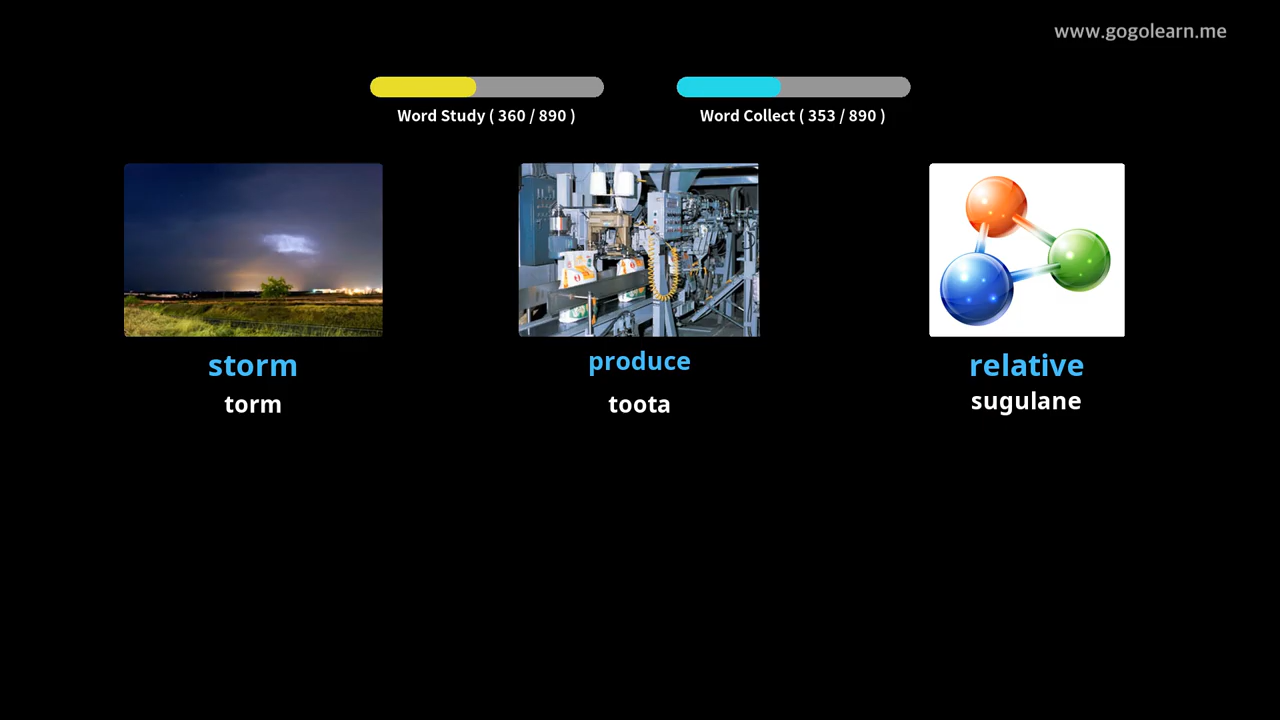 www.gogolearn.me
Word Study ( 360 / 890 )
Word Collect ( 353 / 890 )
storm
produce
relative
torm
toota
sugulane